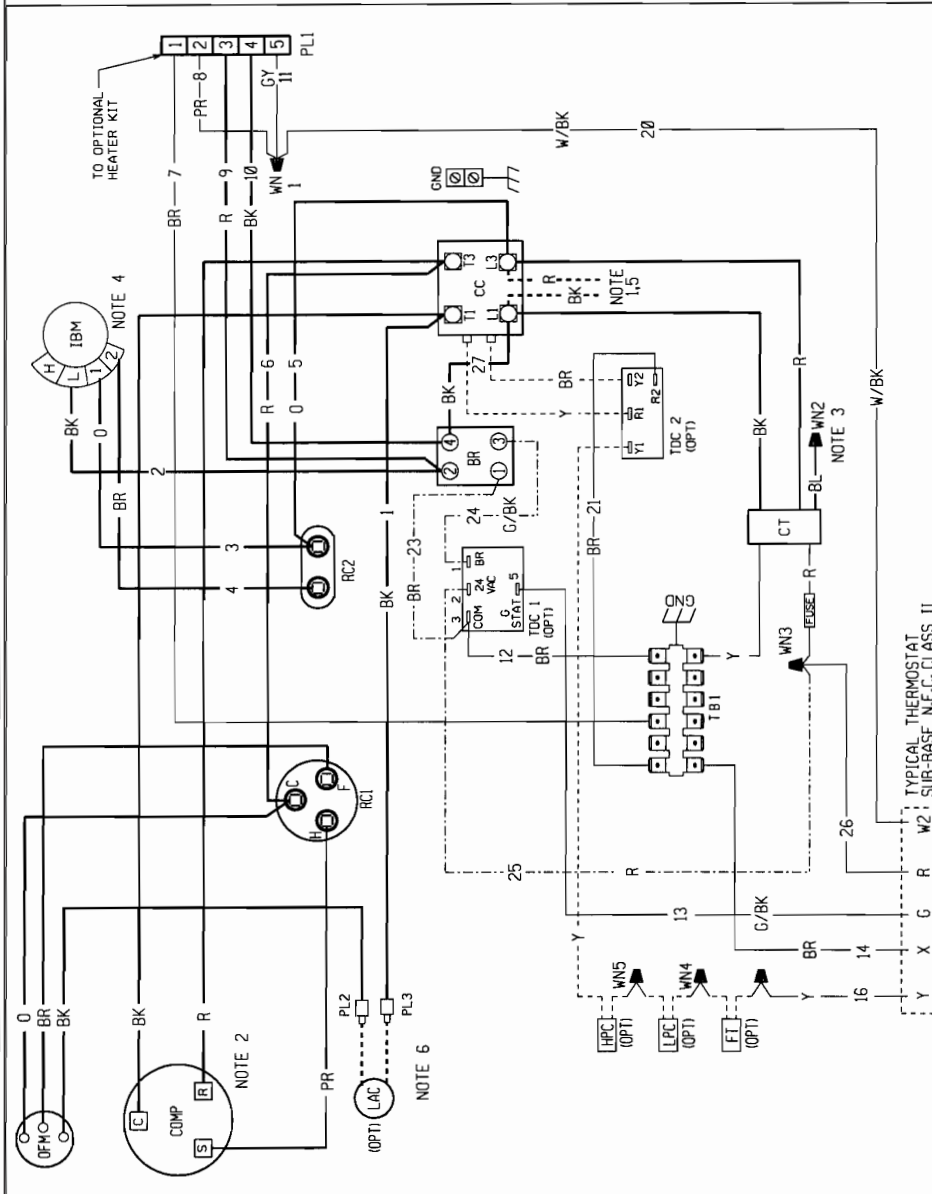 TO OPTIONAL
HEATER KIT
1 2 3 4 5
PL1
PR 8
GY
11
BR 7
R 9
BK 10
WN
1
W/BK
20
GND
H
L
1
2
IBM
NOTE 4
BK
O
BR
R 6
O 5
T3
L3
CC
T1
L1
R
BK
NOTE
1,5
27
BK
BR
Y
2
4
BR
1
3
Y2
R1
Y1
R2
TDC 2
(OPT)
2
3
4
RC2
1
BK
BR 23
24
G/BK
1 BR
2 24
VAC
3 COM
G
STAT
5
TDC 1
(OPT)
12
BR
BR 21
BK
R
W/BK
CT
BL WN2
NOTE 3
GND
TB1
Y
WN3
FUSE
R
C
F
H
RC1
25
R
26
13
G/BK
Y
BR
14
16
Y
O
BR
BK
OFM
BK
R
C
R
S
COMP
NOTE 2
PR
PL2
PL3
LAC
(OPT)
NOTE 6
HPC
(OPT)
WN5
LPC
(OPT)
WN4
FT
(OPT)
TYPICAL THERMOSTAT
SUB-BASE N.E.C. CLASS II
Y X G R W2